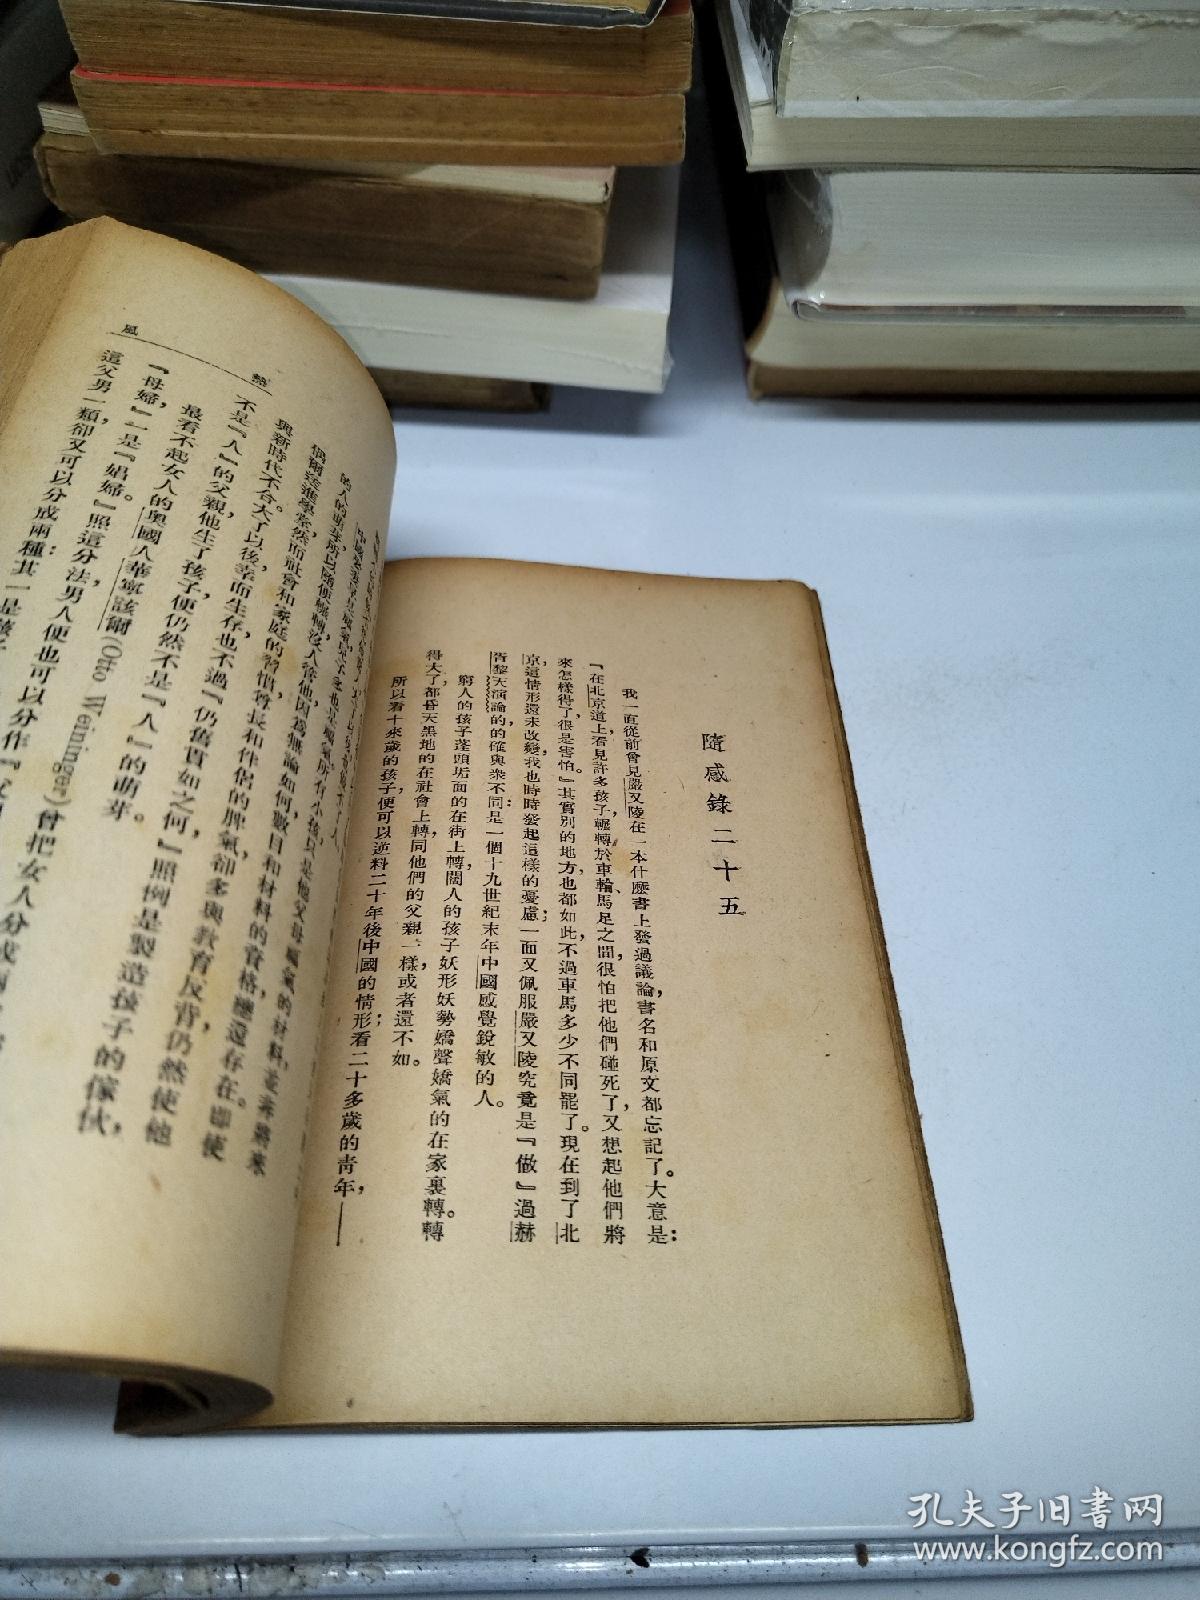 隨感錄二十五
我一直從前曾見嚴又陵在一本什麽書上發過議論，書名和原文都忘記了。大意是：
『在北京道上，看見許多孩子，輾轉於車輪、馬足之間，很怕把他們碰死了，又想起他們將
來怎樣得了，很是害怕。』其實別的地方，也都如此，不過車馬多少不同罷了。現在到了北
京，這情形還未改變，我也時時發起這樣的憂慮；一面又佩服嚴又陵究竟是『做』過赫
胥黎天演論的，的確與衆不同：是一個十九世紀末年中國感覺銳敏的人。
窮人的孩子蓬頭垢面的在街上轉，闊人的孩子妖形妖勢嬌聲嬌氣的在家裏轉。轉
得大了，都昏天黑地的在社會上轉，同他們的父親一樣，或者還不如。
所以看十來歲的孩子，便可以逆料二十年後中國的情形；看二十多歲的青年，——
熱風
與新時代不合。大了以後，幸而生存，也不過『仍舊貫如之何』，照例是製造孩子的傢伙，
不是『人』的父親，他生了孩子，便仍然不是『人』的萌芽。
最看不起女人的奧國人華寧該爾(Otto Weininger)曾把女人分成兩
『母婦，』一是『娼婦。』照這分法，男人便也可以分作『父
這父男一類，卻又可以分成兩種：其一是孩子
孔夫子旧书网
www.kongfz.com